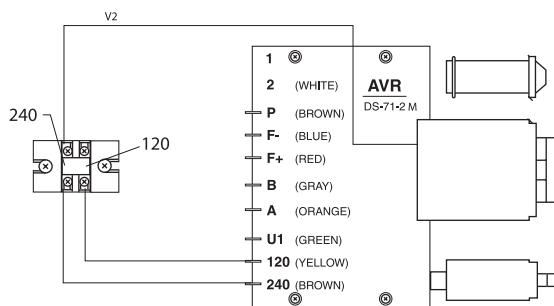 V2
1
2 (WHITE)
AVR
DS-71-2 M
P (BROWN)
F- (BLUE)
240
120
F+ (RED)
B (GRAY)
A (ORANGE)
U1 (GREEN)
120 (YELLOW)
240 (BROWN)